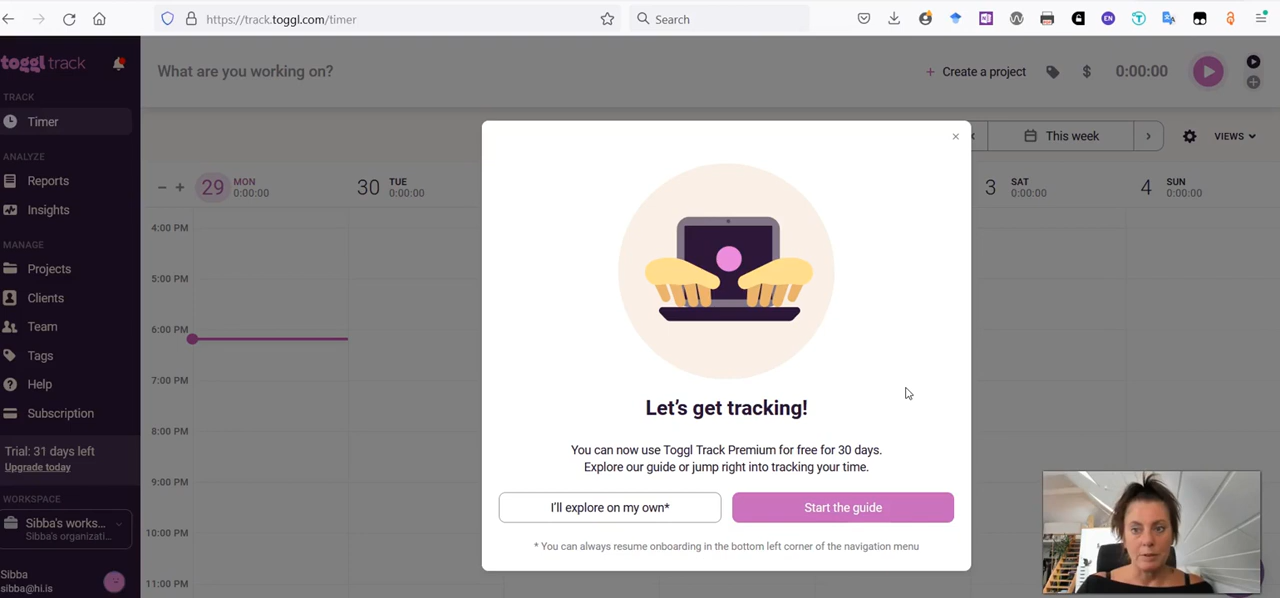 https://track.toggl.com/timer
Search
EN
toggl track
What are you working on?
+ Create a project
$
0:00:00
TRACK
Timer
This week
VIEWS
ANALYZE
Reports
Insights
MANAGE
Projects
Clients
Team
Tags
Help
Subscription
Trial: 31 days left
Upgrade today
WORKSPACE
Sibba's works...
Sibba's organizati...
Sibba
sibba@hi.is
29 MON
0:00:00
30 TUE
0:00:00
3 SAT
0:00:00
4 SUN
0:00:00
4:00 PM
5:00 PM
6:00 PM
7:00 PM
8:00 PM
9:00 PM
10:00 PM
11:00 PM
Let's get tracking!
You can now use Toggl Track Premium for free for 30 days.
Explore our guide or jump right into tracking your time.
I'll explore on my own*
Start the guide
* You can always resume onboarding in the bottom left corner of the navigation menu